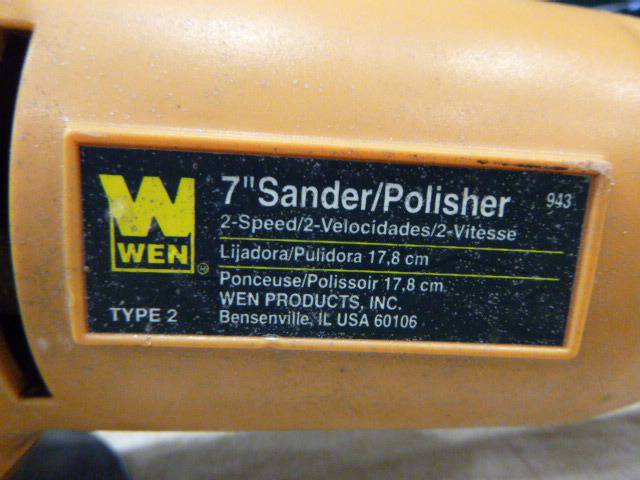 W
WEN
®
TYPE 2
7" Sander/Polisher 943
2-Speed/2-Velocidades/2-Vitesse
Lijadora/Pulidora 17,8 cm
Ponceuse/Polissoir 17,8 cm
WEN PRODUCTS, INC.
Bensenville, IL USA 60106